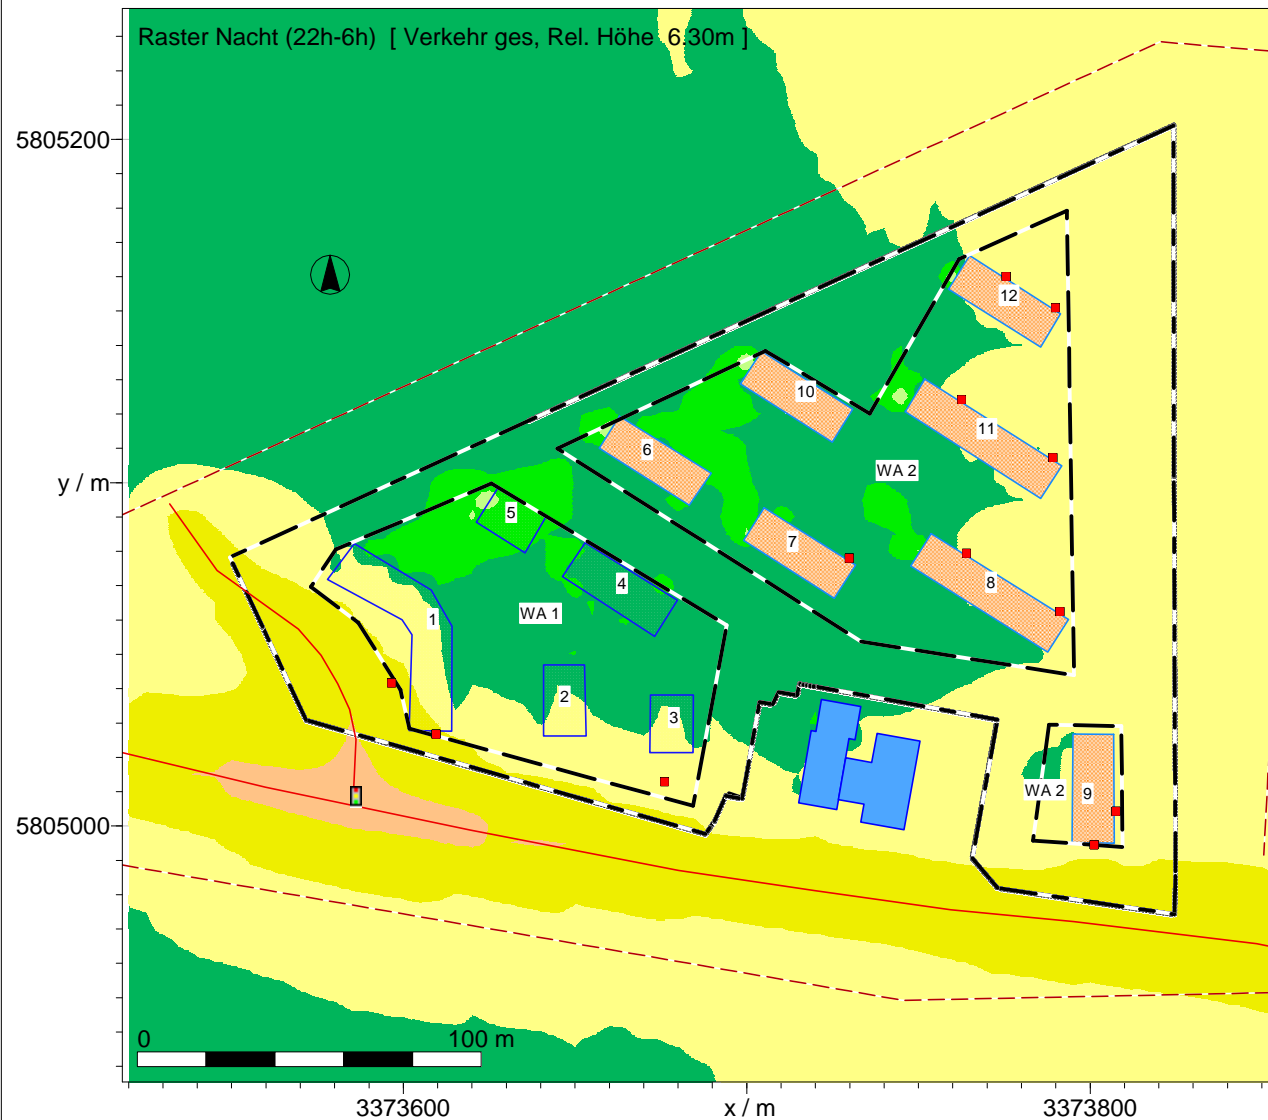 Raster Nacht (22h-6h) [ Verkehr ges, Rel. Höhe 6.30m ]
5805200
12
10
11
6
WA 2
y / m
5
7
4
8
WA 1
1
2
3
WA 2
9
5805000
0
100 m
3373600
x / m
3373800